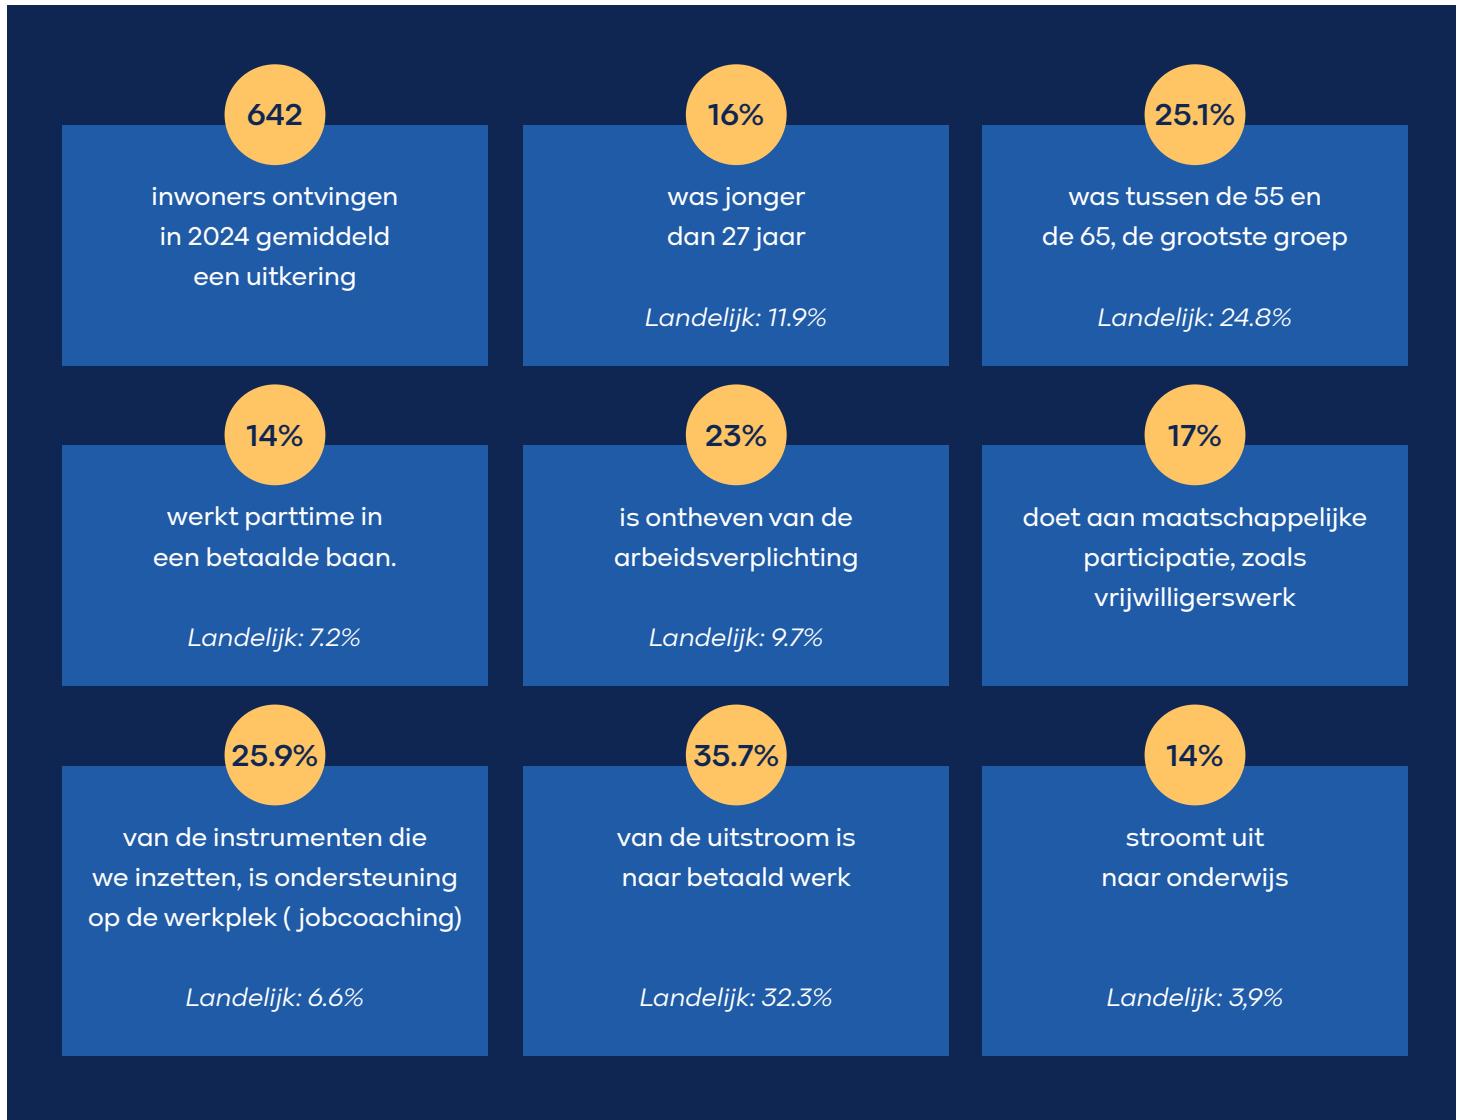 642
inwoners ontvingen
in 2024 gemiddeld
een uitkering
16%
was jonger
dan 27 jaar
Landelijk: 11.9%
25.1%
was tussen de 55 en
de 65, de grootste groep
Landelijk: 24.8%
14%
werkt parttime in
een betaalde baan.
Landelijk: 7.2%
23%
is ontheven van de
arbeidsverplichting
Landelijk: 9.7%
17%
doet aan maatschappelijke
participatie, zoals
vrijwilligerswerk
25.9%
van de instrumenten die
we inzetten, is ondersteuning
op de werkplek ( jobcoaching)
Landelijk: 6.6%
35.7%
van de uitstroom is
naar betaald werk
Landelijk: 32.3%
14%
stroomt uit
naar onderwijs
Landelijk: 3,9%